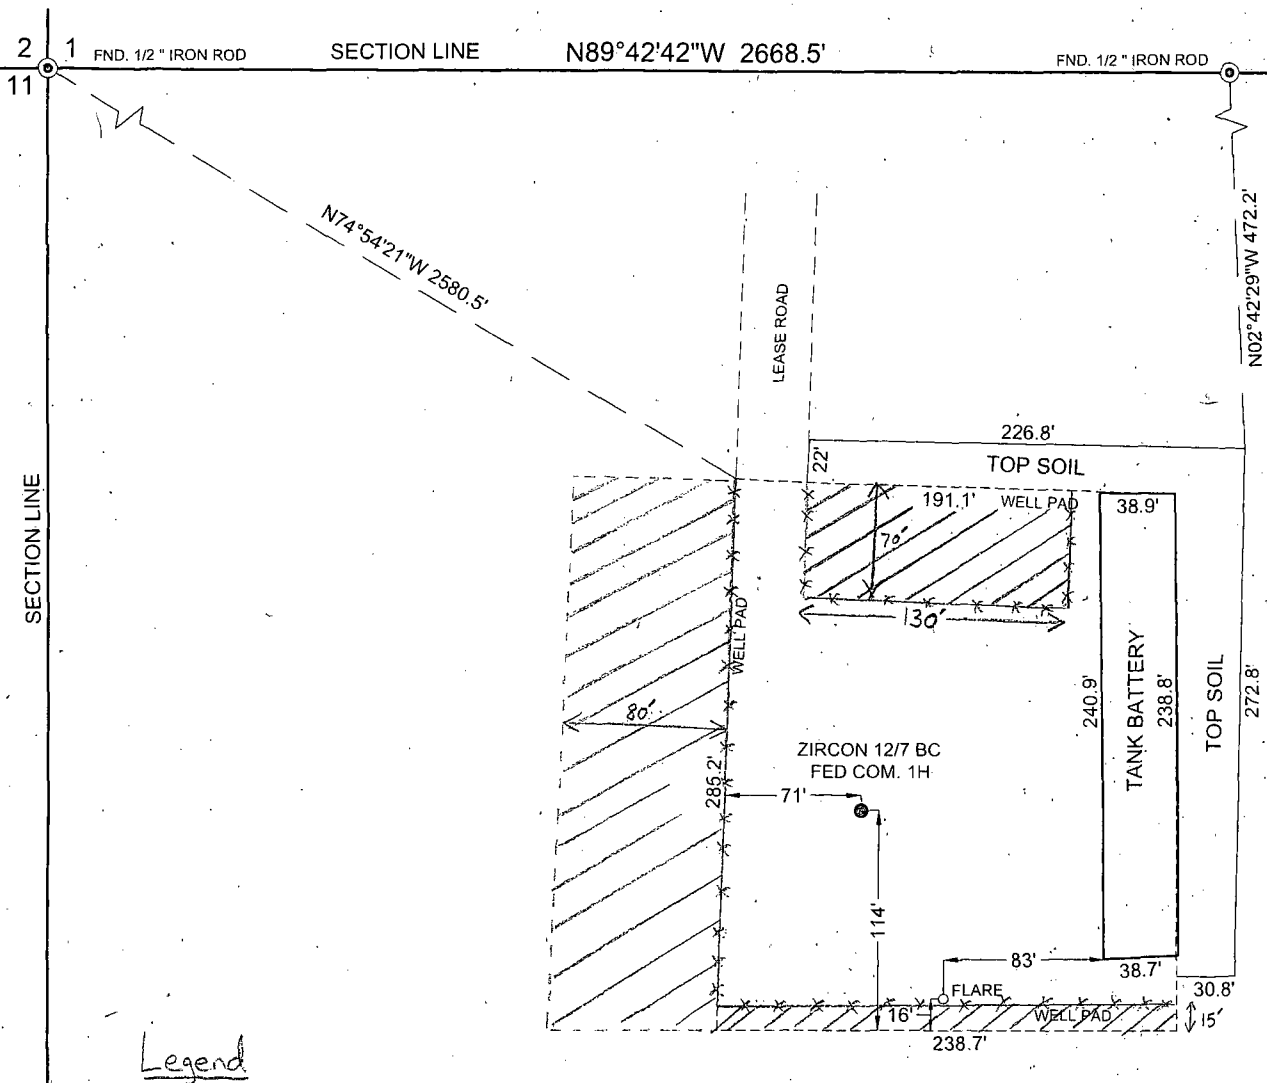 2 1 FND. 1/2 " IRON ROD SECTION LINE N89°42'42"W 2668.5' FND. 1/2 " IRON ROD
11
N74°54'21"W 2580.5'
N02°42'29"W 472.2'
LEASE ROAD
SECTION LINE
226.8'
22'
TOP SOIL
191.1' WELL PAD
38.9'
70'
130'
WELL PAD
80'
285.2'
ZIRCON 12/7 BC
FED COM. 1H
71'
114'
240.9'
TANK BATTERY
238.8'
TOP SOIL
272.8'
83'
38.7'
30.8'
FLARE
16'
WELL PAD
15'
238.7'
Legend